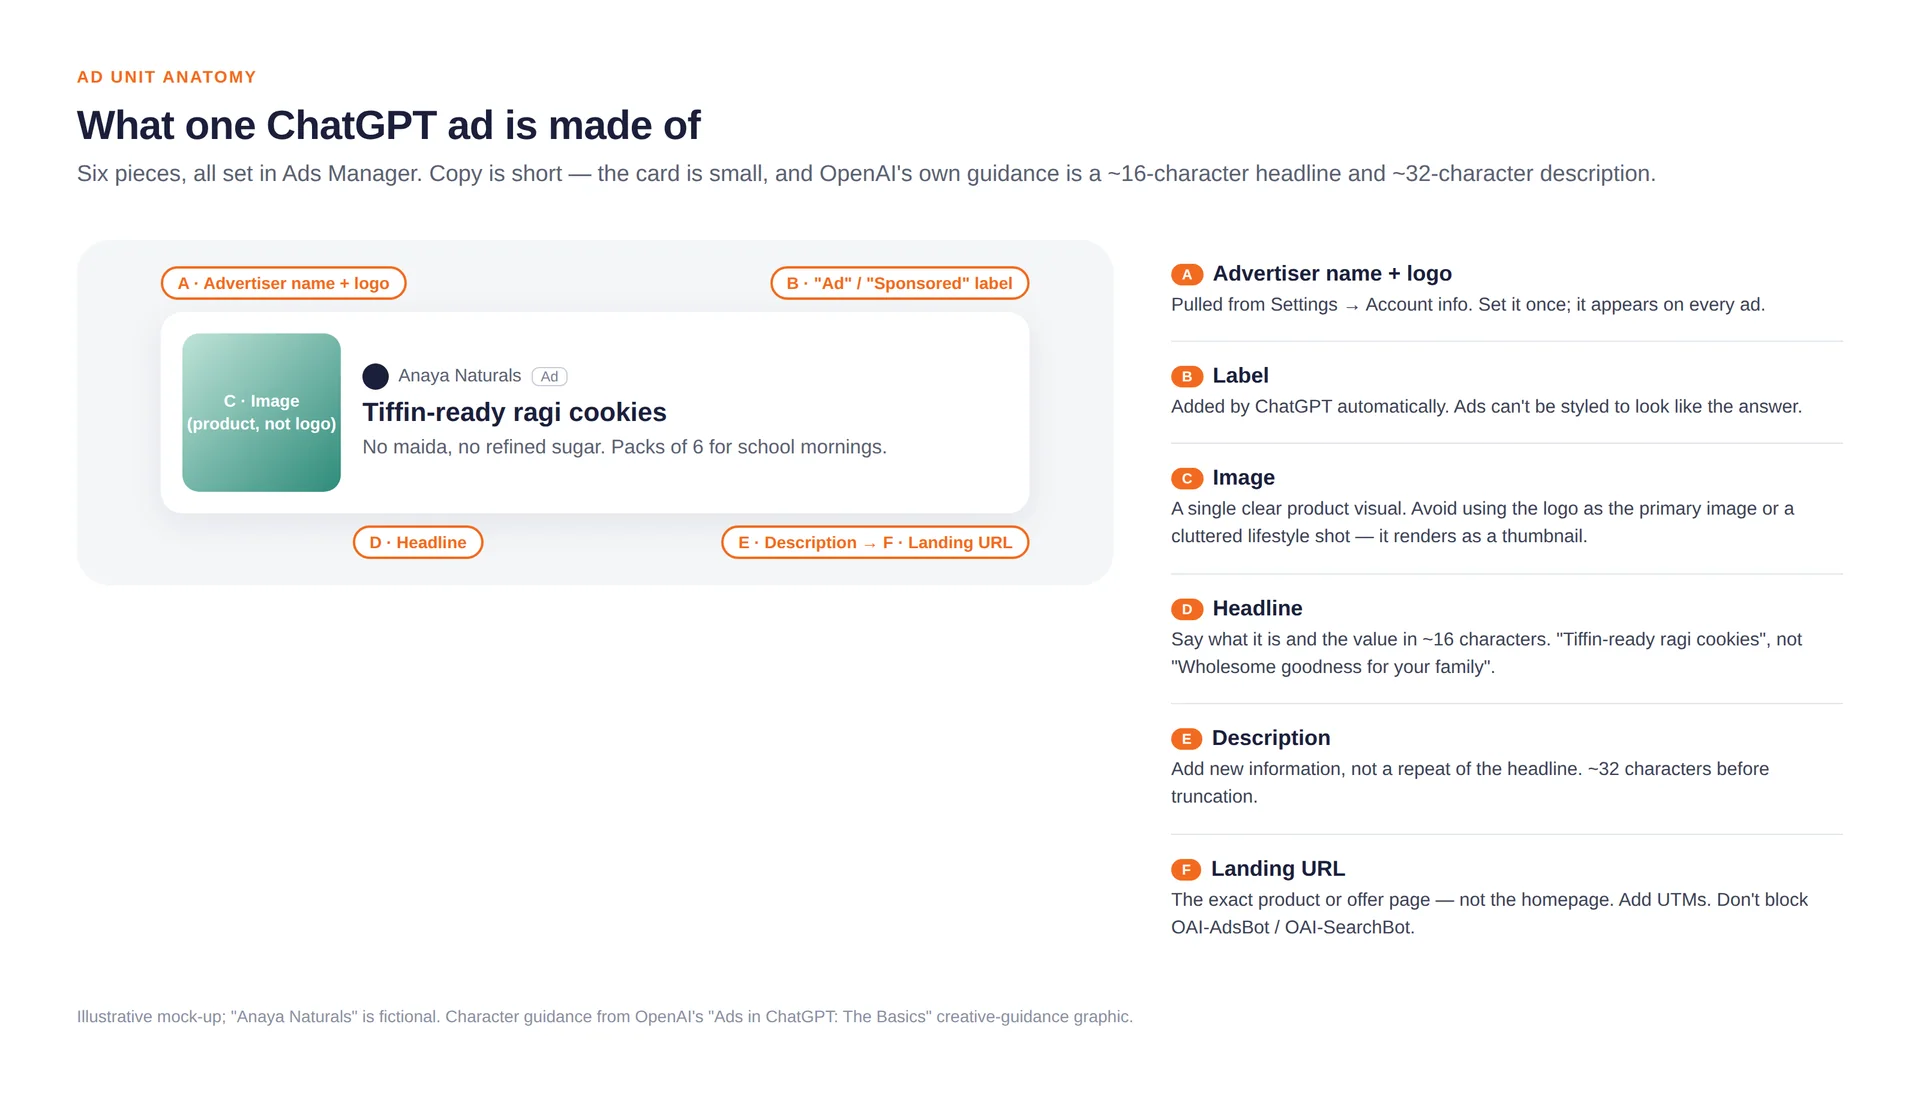 AD UNIT ANATOMY
What one ChatGPT ad is made of
Six pieces, all set in Ads Manager. Copy is short — the card is small, and OpenAI's own guidance is a ~16-character headline and ~32-character description.
A · Advertiser name + logo
B · "Ad" / "Sponsored" label
C · Image
(product, not logo)
Anaya Naturals Ad
Tiffin-ready ragi cookies
No maida, no refined sugar. Packs of 6 for school mornings.
D · Headline
E · Description → F · Landing URL
A Advertiser name + logo
Pulled from Settings → Account info. Set it once; it appears on every ad.
B Label
Added by ChatGPT automatically. Ads can't be styled to look like the answer.
C Image
A single clear product visual. Avoid using the logo as the primary image or a
cluttered lifestyle shot — it renders as a thumbnail.
D Headline
Say what it is and the value in ~16 characters. "Tiffin-ready ragi cookies", not
"Wholesome goodness for your family".
E Description
Add new information, not a repeat of the headline. ~32 characters before
truncation.
F Landing URL
The exact product or offer page — not the homepage. Add UTMs. Don't block
OAI-AdsBot / OAI-SearchBot.
Illustrative mock-up; "Anaya Naturals" is fictional. Character guidance from OpenAI's "Ads in ChatGPT: The Basics" creative-guidance graphic.